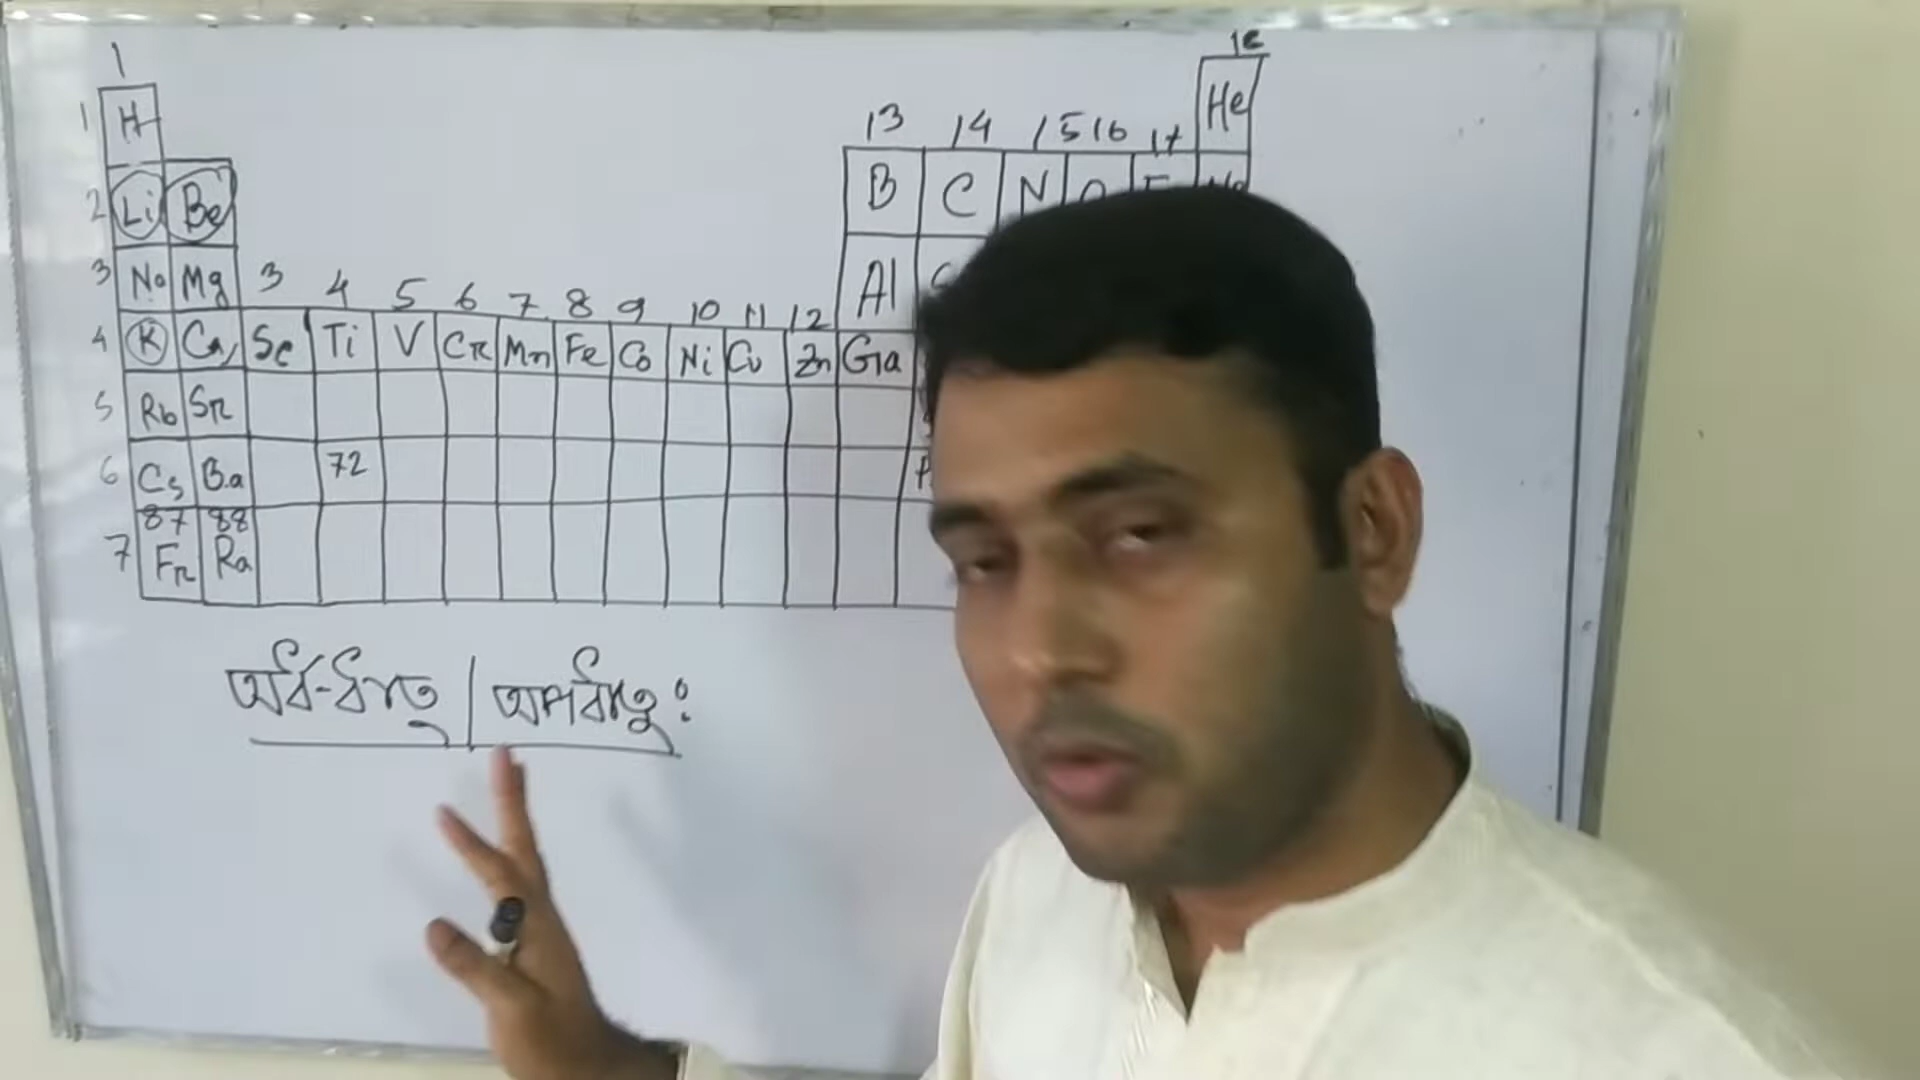 1 18
1 H 13 14 15 16 17 He
2 Li Be B C N O F Ne
3 Na Mg 3 4 5 6 7 8 9 10 11 12 Al
4 K Ca Sc Ti V Cr Mn Fe Co Ni Cu Zn Ga
5 Rb Sr
6 Cs Ba 72
87 88
7 Fr Ra
অর্ধ-ধাতু | অপধাতু: